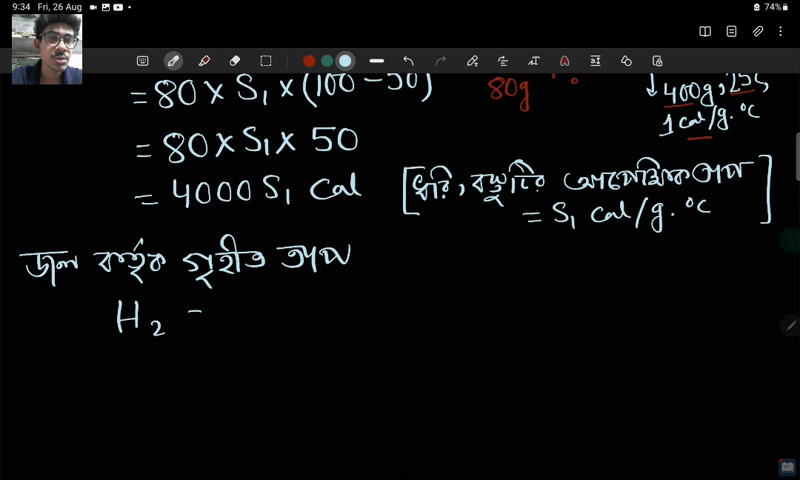 9:34 Fri, 26 Aug
74%
= 80 × S₁ × (100 − 50)
80g
400g, 25c,
1 cal/g.°c
= 80 × S₁ × 50
= 4000 S₁ cal
[ধরি, বস্তুটির আপেক্ষিক তাপ
= S₁ cal/g.°c]
জল কর্তৃক গৃহীত তাপ
H₂ -